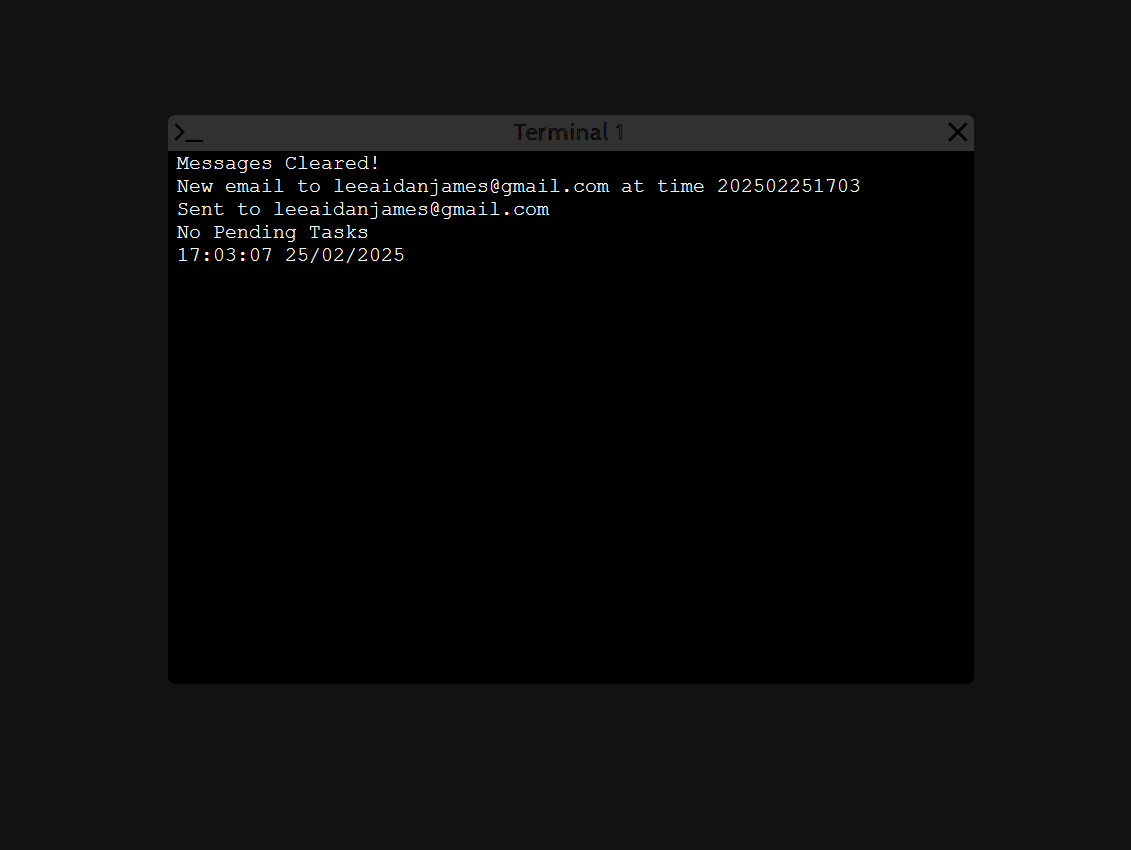 >_ Terminal 1
Messages Cleared!
New email to leeaidanjames@gmail.com at time 202502251703
Sent to leeaidanjames@gmail.com
No Pending Tasks
17:03:07 25/02/2025